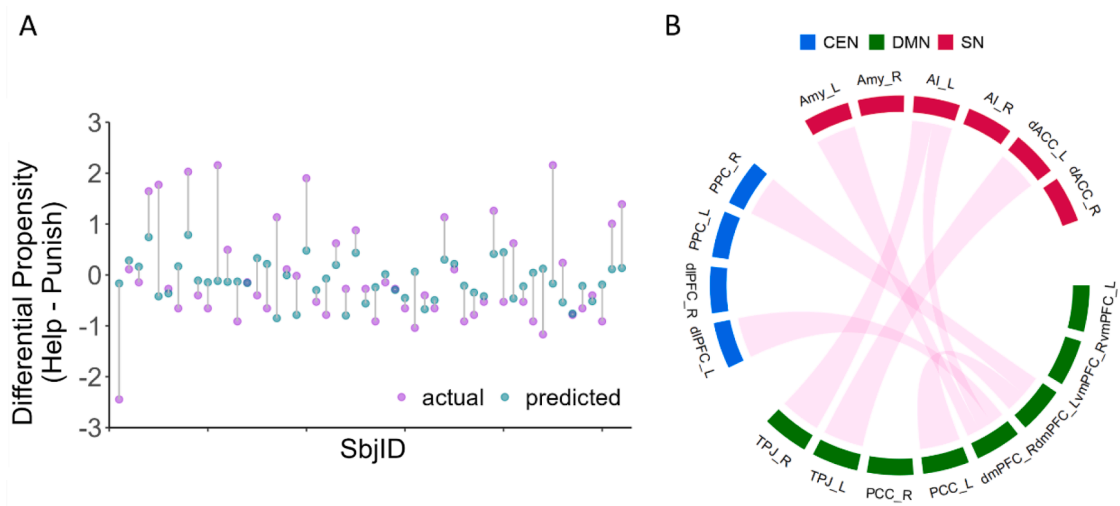 A
Differential Propensity
(Help - Punish)
3
2
1
0
-1
-2
-3
actual
predicted
SbjID
B
CEN
DMN
SN
Amy_L
Amy_R
AI_L
AI_R
dACC_L
dACC_R
PPC_R
PPC_L
dlPFC_R
dlPFC_L
TPJ_R
TPJ_L
PCC_R
PCC_L
dmPFC_R
dmPFC_L
vmPFC_R
vmPFC_L